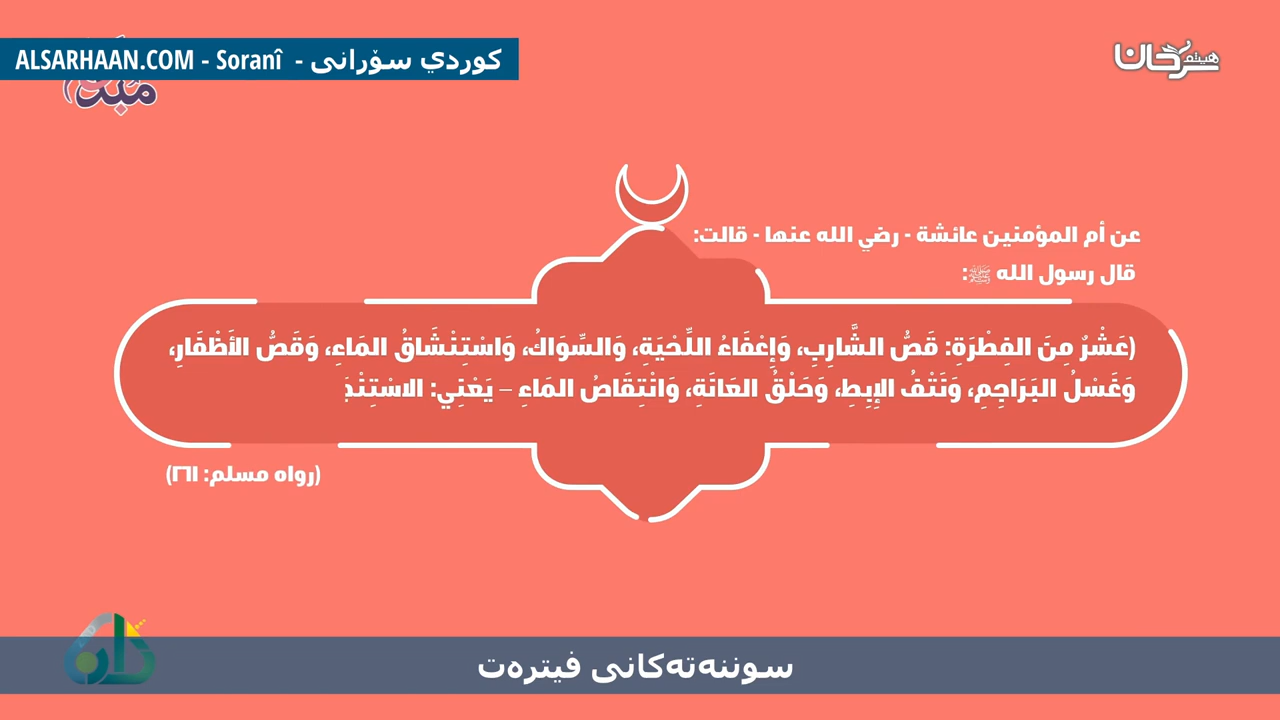 ALSARHAAN.COM - Soranî - كوردي سۆرانی
هيثم سرحان
عن أم المؤمنين عائشة - رضي الله عنها - قالت:
قال رسول الله ﷺ:
(عَشْرٌ مِنَ الفِطْرَةِ: قَصُّ الشَّارِبِ، وَإِعْفَاءُ اللِّحْيَةِ، وَالسِّوَاكُ، وَاسْتِنْشَاقُ المَاءِ، وَقَصُّ الأَظْفَارِ،
وَغَسْلُ البَرَاجِمِ، وَنَتْفُ الإِبِطِ، وَحَلْقُ العَانَةِ، وَانْتِقَاصُ المَاءِ – يَعْنِي: الاسْتِنْجَ
(رواه مسلم: ٢٦١)
سوننەتەکانی فیترەت